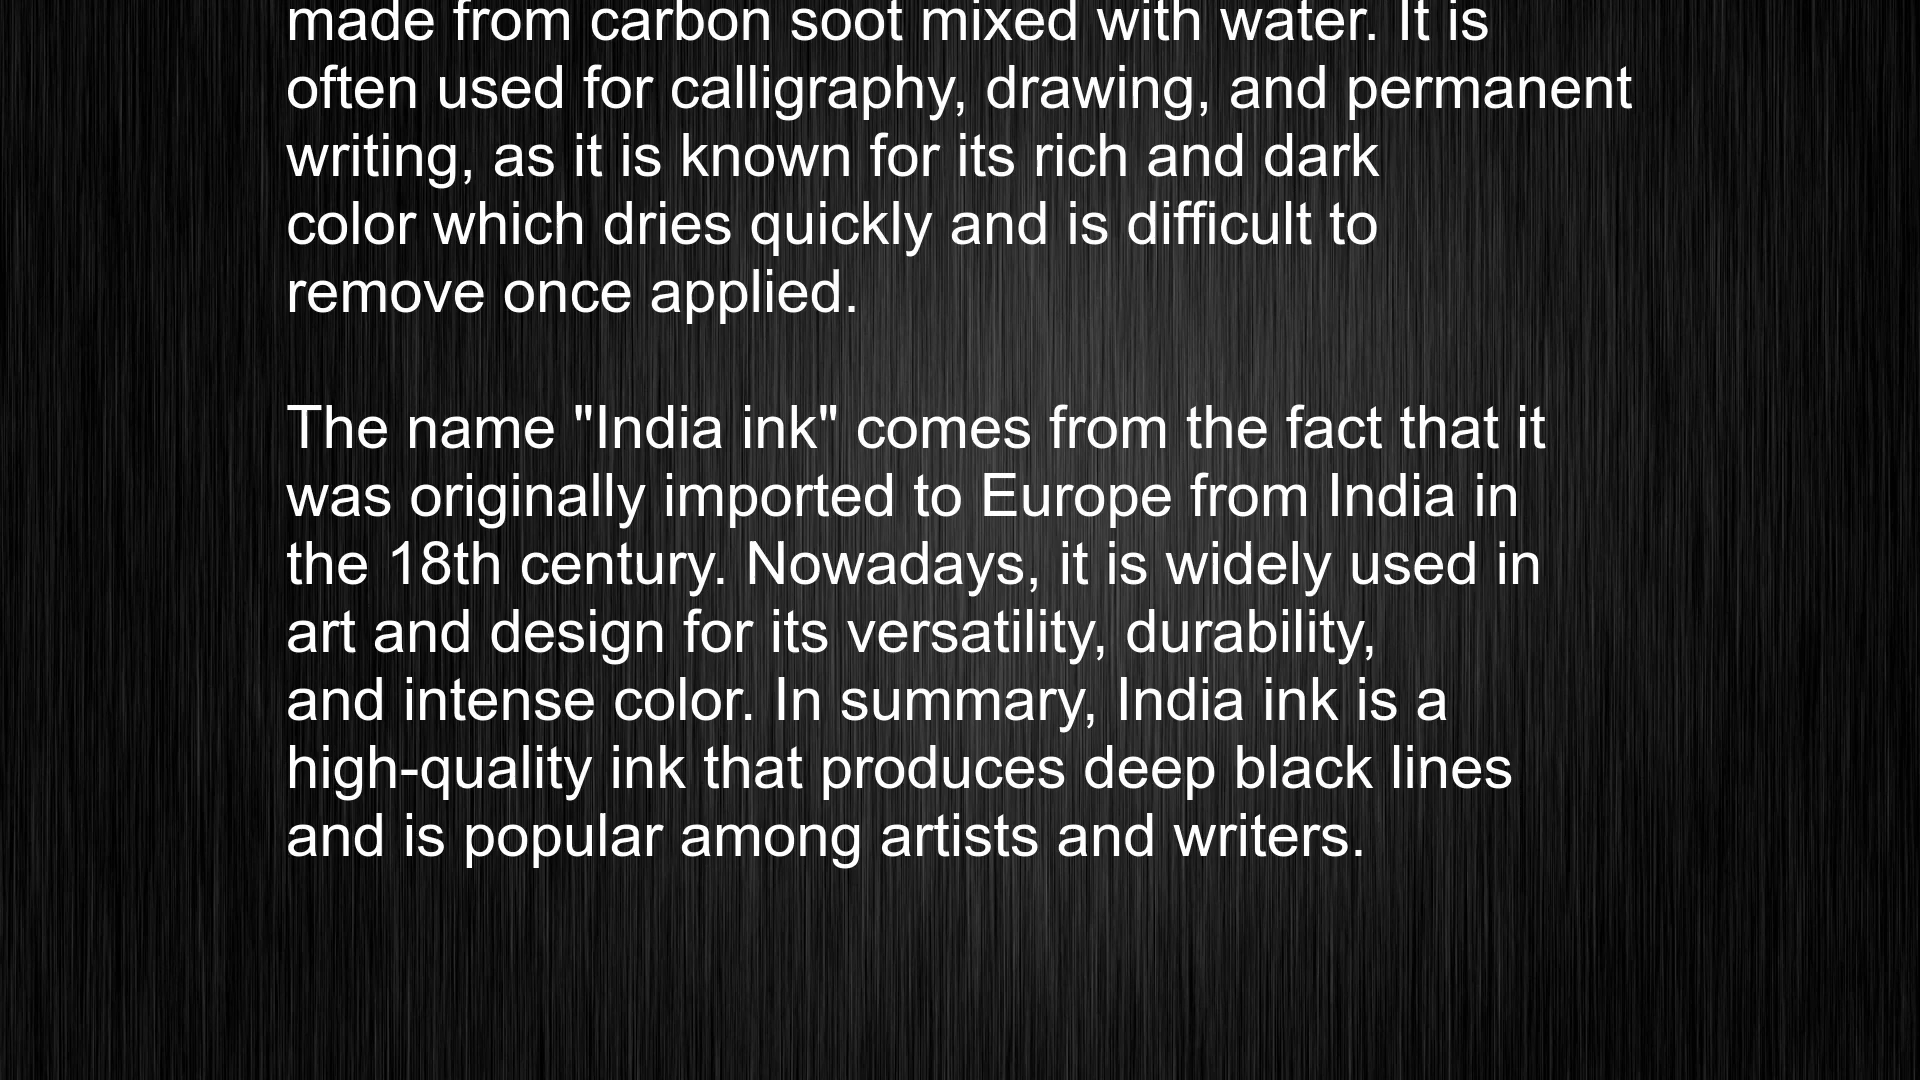 made from carbon soot mixed with water. It is
often used for calligraphy, drawing, and permanent
writing, as it is known for its rich and dark
color which dries quickly and is difficult to
remove once applied.
The name "India ink" comes from the fact that it
was originally imported to Europe from India in
the 18th century. Nowadays, it is widely used in
art and design for its versatility, durability,
and intense color. In summary, India ink is a
high-quality ink that produces deep black lines
and is popular among artists and writers.